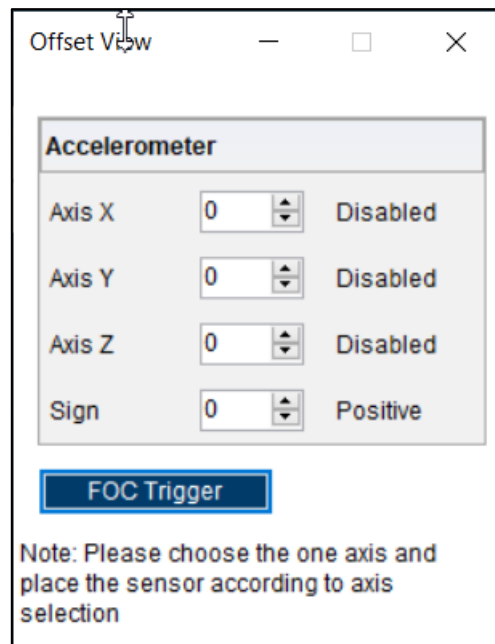 Offset View
Accelerometer
Axis X 0 Disabled
Axis Y 0 Disabled
Axis Z 0 Disabled
Sign 0 Positive
FOC Trigger
Note: Please choose the one axis and
place the sensor according to axis
selection